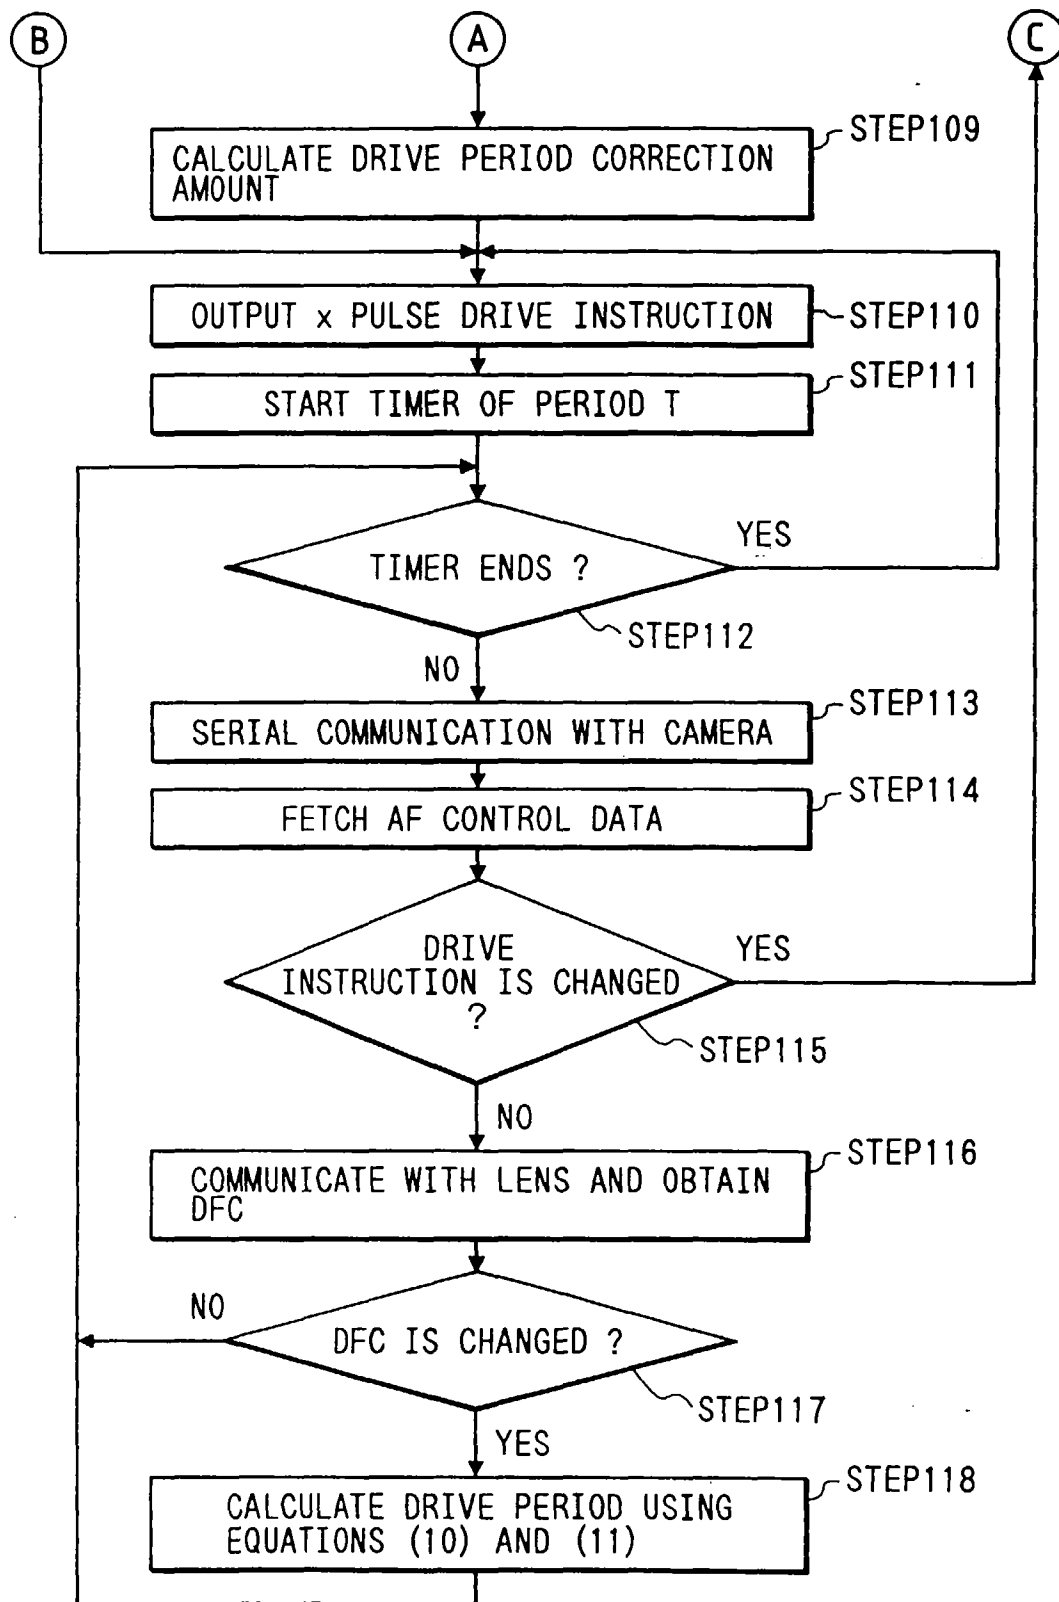 B
A
C
STEP109
CALCULATE DRIVE PERIOD CORRECTION
AMOUNT
OUTPUT x PULSE DRIVE INSTRUCTION
STEP110
STEP111
START TIMER OF PERIOD T
YES
TIMER ENDS ?
STEP112
NO
STEP113
SERIAL COMMUNICATION WITH CAMERA
STEP114
FETCH AF CONTROL DATA
DRIVE
YES
INSTRUCTION IS CHANGED
?
STEP115
NO
STEP116
COMMUNICATE WITH LENS AND OBTAIN
DFC
NO
DFC IS CHANGED ?
STEP117
YES
STEP118
CALCULATE DRIVE PERIOD USING
EQUATIONS (10) AND (11)